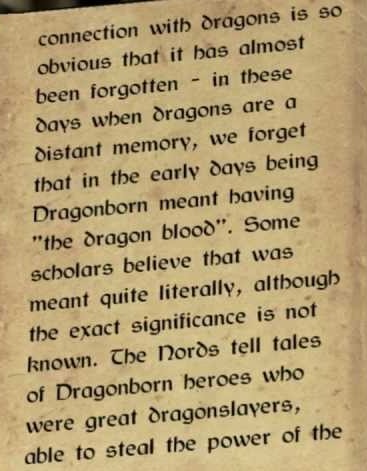 connection with dragons is so
obvious that it has almost
been forgotten - in these
days when dragons are a
distant memory, we forget
that in the early days being
Dragonborn meant having
"the dragon blood". Some
scholars believe that was
meant quite literally, although
the exact significance is not
known. The Nords tell tales
of Dragonborn heroes who
were great dragonslayers,
able to steal the power of the